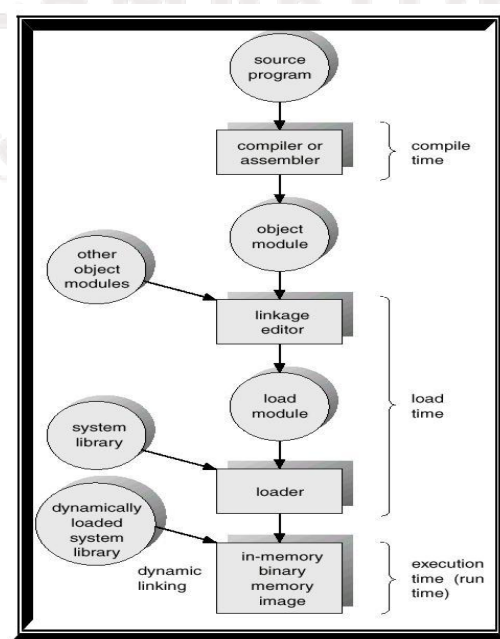 source
program
compiler or
assembler
compile
time
object
module
other
object
modules
linkage
editor
load
module
load
time
system
library
loader
dynamically
loaded
system
library
dynamic
linking
in-memory
binary
memory
image
execution
time (run
time)